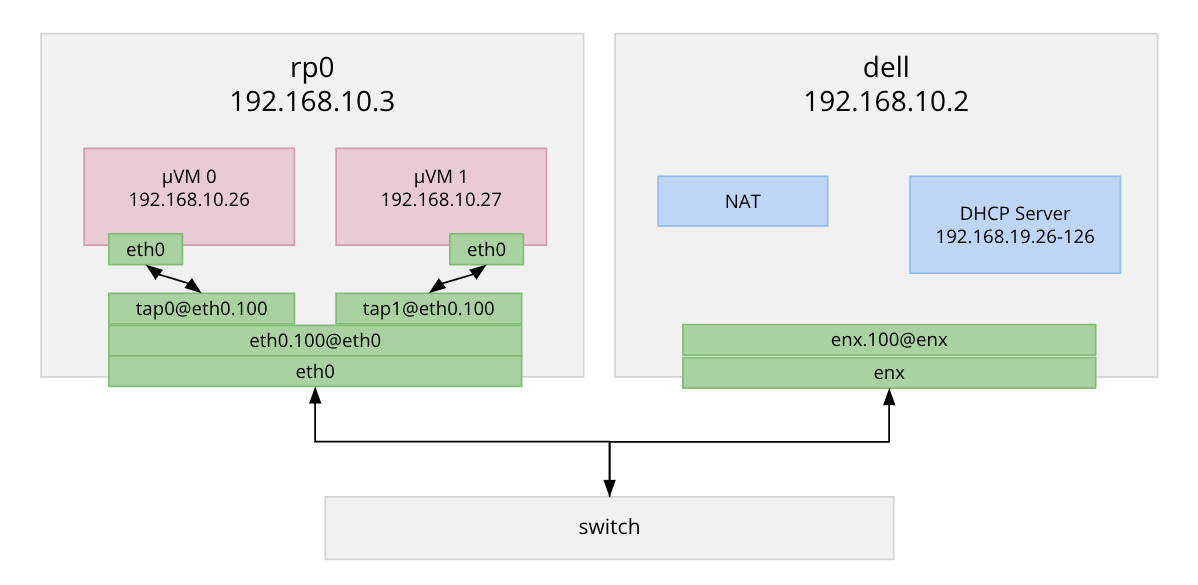 rp0
192.168.10.3
µVM 0
192.168.10.26
µVM 1
192.168.10.27
eth0
eth0
tap0@eth0.100
tap1@eth0.100
eth0.100@eth0
eth0
dell
192.168.10.2
NAT
DHCP Server
192.168.19.26-126
enx.100@enx
enx
switch